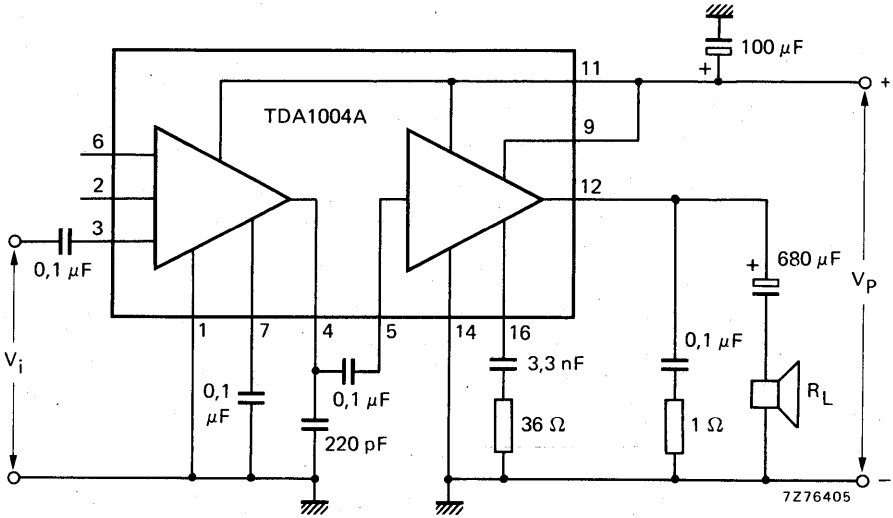 100 µF
+
11
+
TDA1004A
9
6
2
12
3
0,1 µF
+
680 µF
V_P
1
7
4
5
14
16
V_i
0,1
µF
0,1 µF
220 pF
3,3 nF
36 Ω
0,1 µF
1 Ω
R_L
−
7Z76405